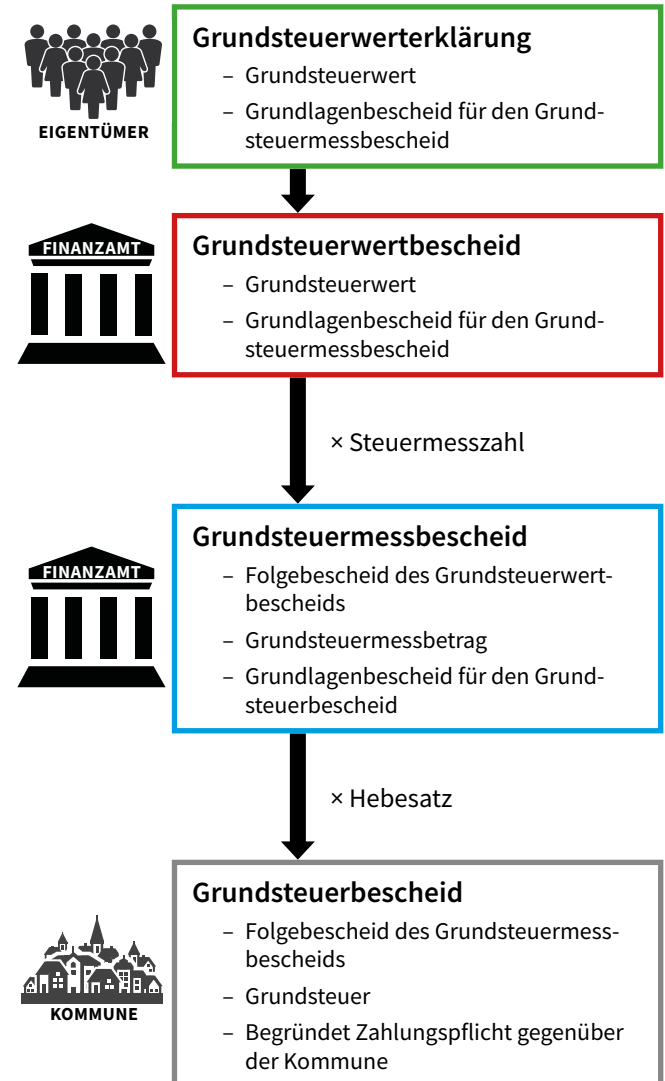 Grundsteuerwerterklärung
– Grundsteuerwert
– Grundlagenbescheid für den Grund-
steuermessbescheid
EIGENTÜMER
FINANZAMT
Grundsteuerwertbescheid
– Grundsteuerwert
– Grundlagenbescheid für den Grund-
steuermessbescheid
× Steuermesszahl
FINANZAMT
Grundsteuermessbescheid
– Folgebescheid des Grundsteuerwert-
bescheids
– Grundsteuermessbetrag
– Grundlagenbescheid für den Grund-
steuerbescheid
× Hebesatz
Grundsteuerbescheid
– Folgebescheid des Grundsteuermess-
bescheids
– Grundsteuer
– Begründet Zahlungspflicht gegenüber
der Kommune
KOMMUNE